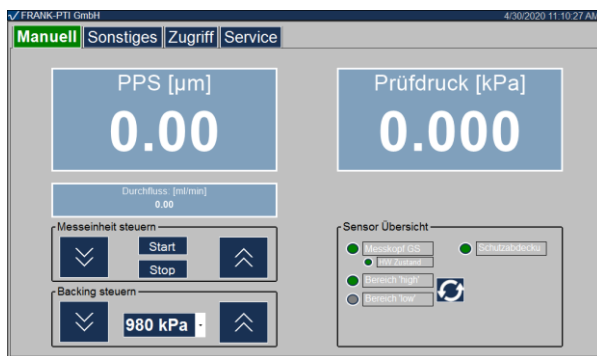 FRANK-PTI GmbH
4/30/2020 11:10:27 AM
Manuell Sonstiges Zugriff Service
PPS [µm]
0.00
Prüfdruck [kPa]
0.000
Durchfluss: [ml/min]
0.00
Messeinheit steuern
Start
Stop
Sensor Übersicht
Messkopf GS
Schutzabdecku
HW Zustand
Bereich 'high'
Bereich 'low'
Backing steuern
980 kPa